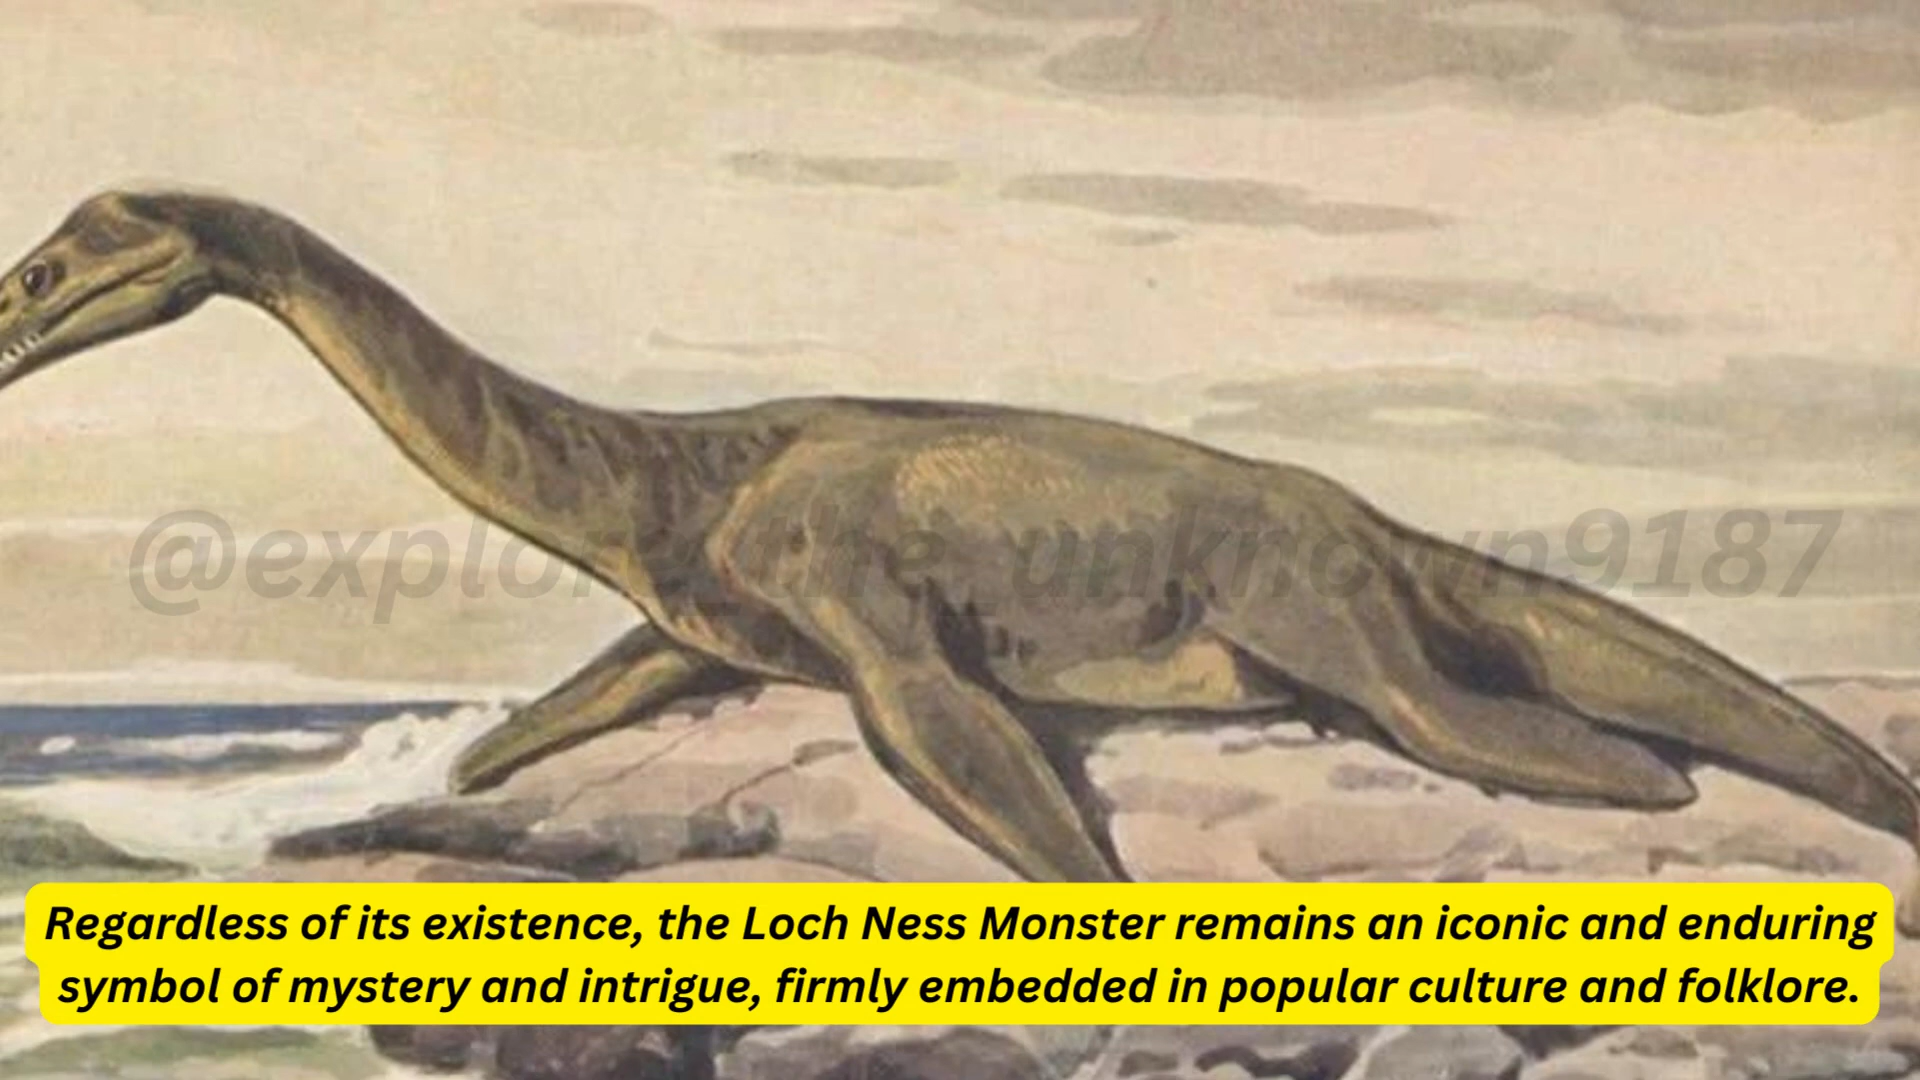 @explore_the_unknown9187
Regardless of its existence, the Loch Ness Monster remains an iconic and enduring
symbol of mystery and intrigue, firmly embedded in popular culture and folklore.